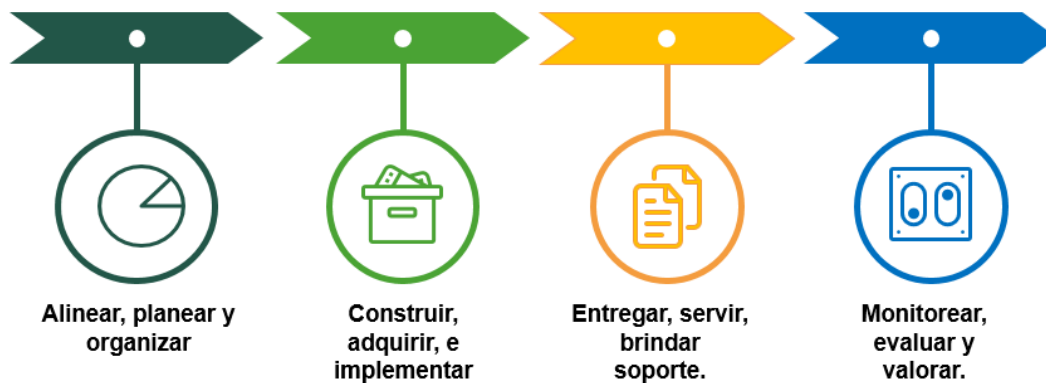 Alinear, planear y
organizar
Construir,
adquirir, e
implementar
Entregar, servir,
brindar
soporte.
Monitorear,
evaluar y
valorar.